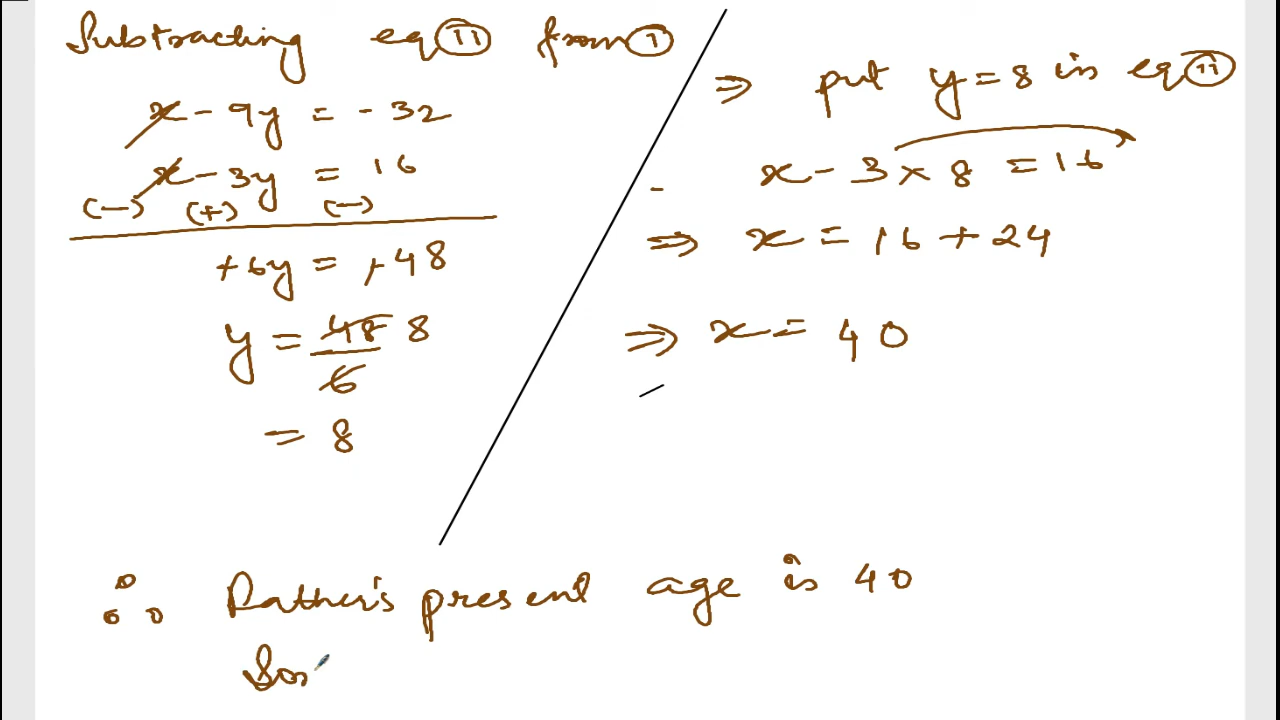 Subtracting eq (ii) from (i)
x - 9y = - 32
x - 3y = 16
(-) (+) (-)
+6y = +48
y = 48/6 8
= 8
⇒ put y = 8 in eq (ii)
x - 3 × 8 = 16
⇒ x = 16 + 24
⇒ x = 40
∴ Father's present age is 40
Son